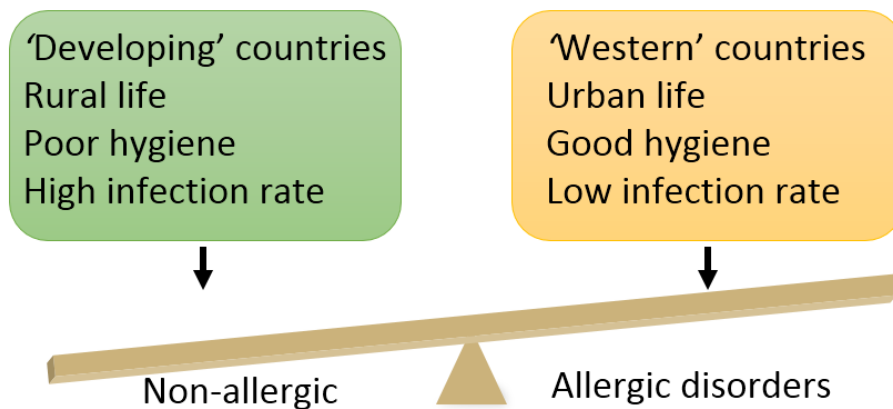 ‘Developing’ countries
Rural life
Poor hygiene
High infection rate
‘Western’ countries
Urban life
Good hygiene
Low infection rate
Non-allergic
Allergic disorders